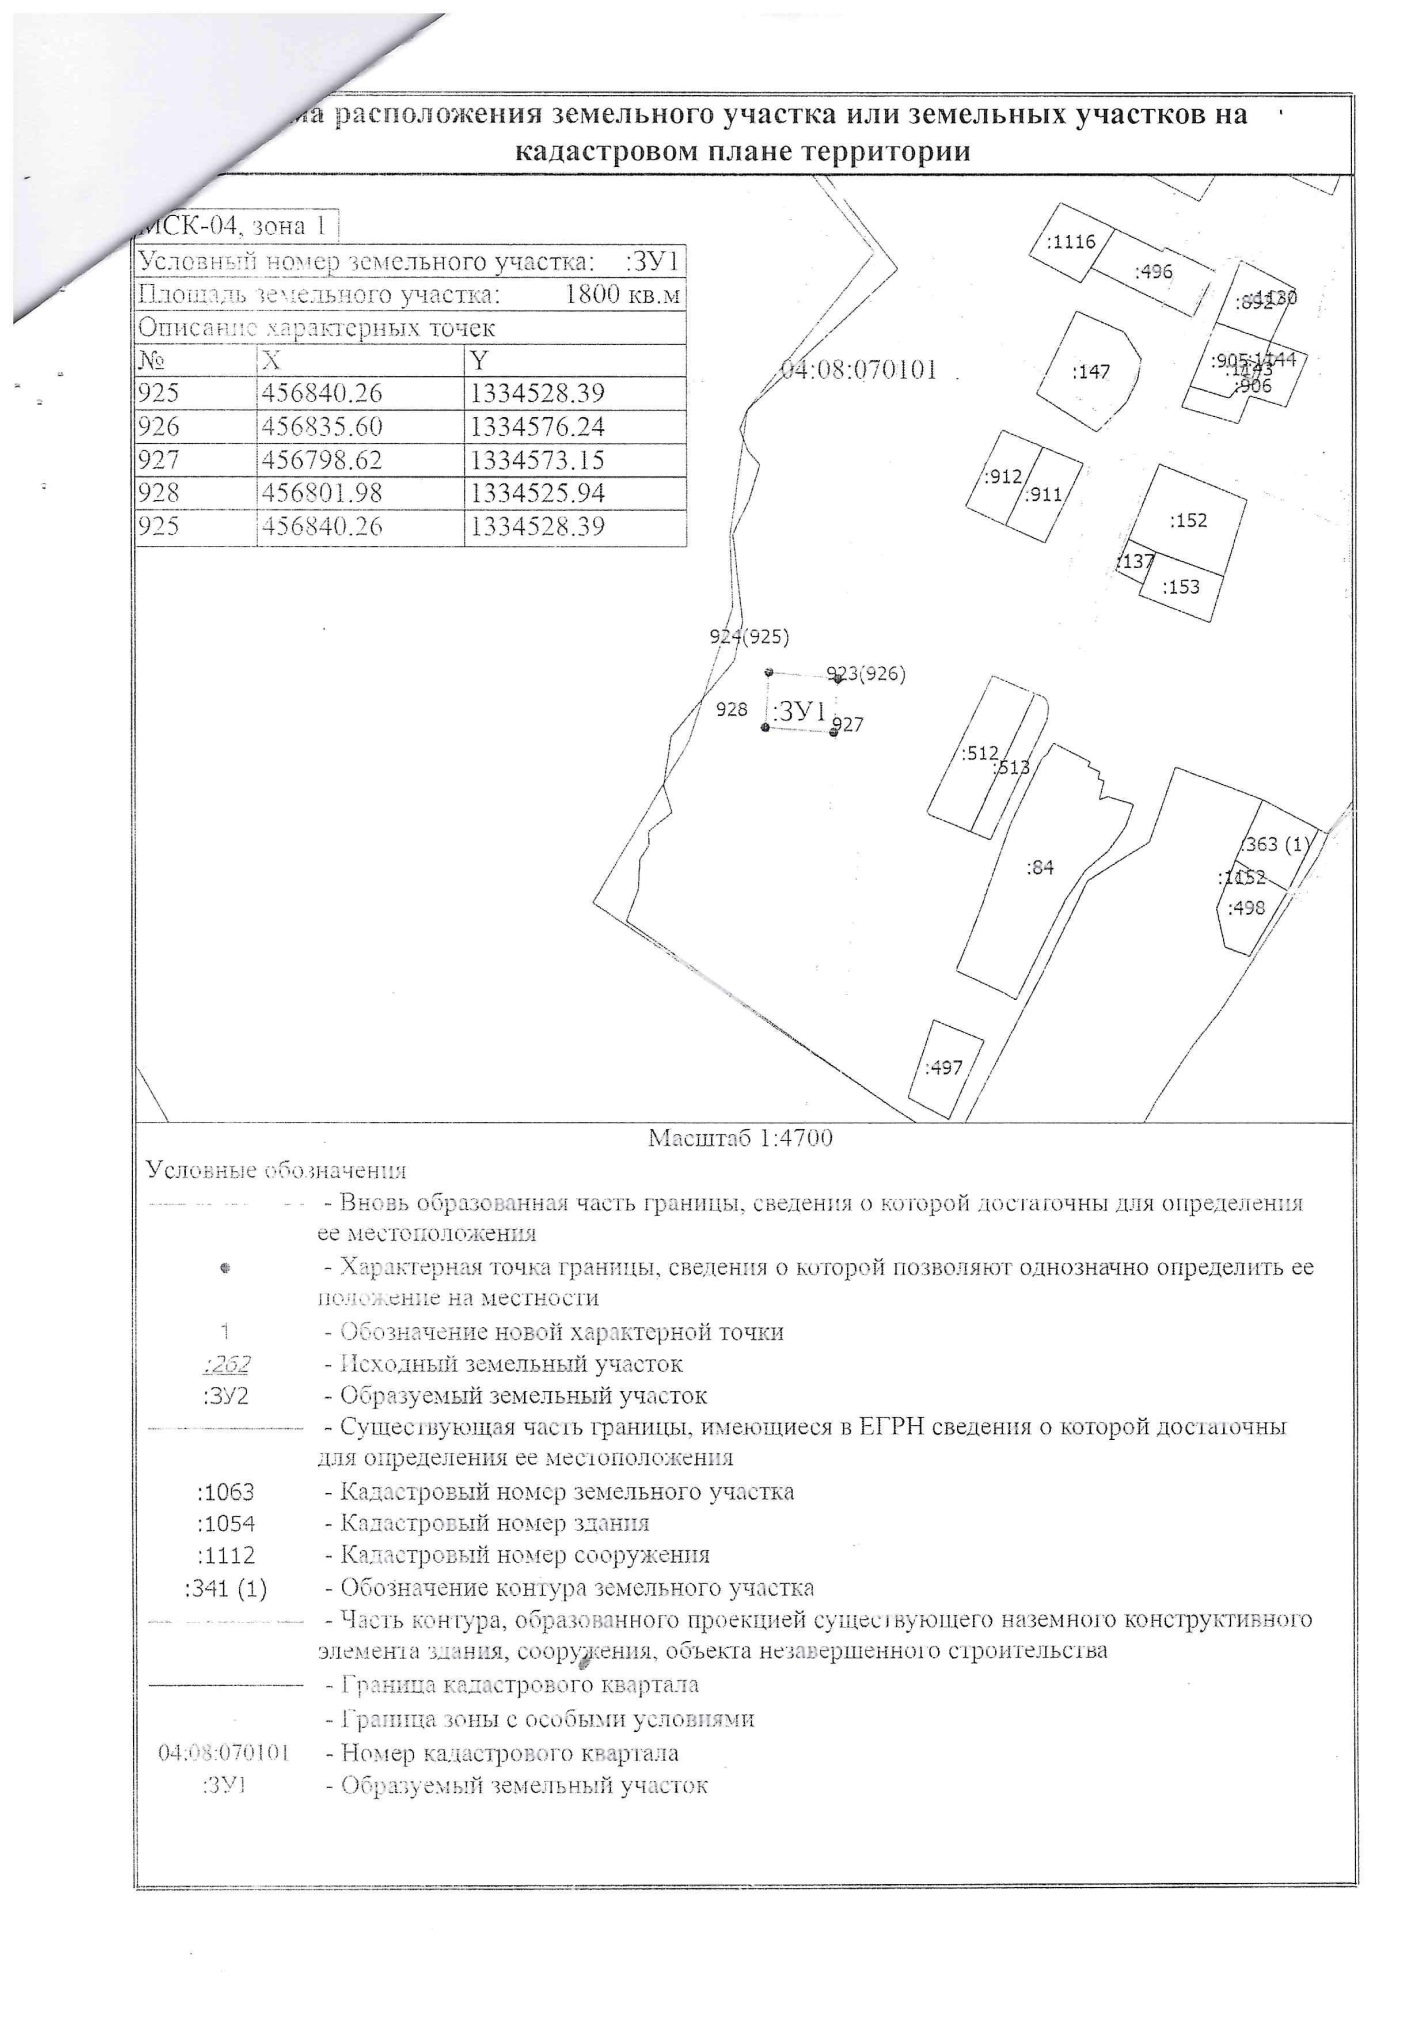 расположения земельного участка или земельных участков на
кадастровом плане территории
МСК-04, зона 1
Условный номер земельного участка: :ЗУ1
Площадь земельного участка: 1800 кв.м
Описание характерных точек
№ X Y
925 456840.26 1334528.39
926 456835.60 1334576.24
927 456798.62 1334573.15
928 456801.98 1334525.94
925 456840.26 1334528.39
:1116
:496
:1130
04:08:070101
:147
:905
:1144
:1143
:906
:912
:911
:152
:137
:153
924(925)
923(926)
928
:ЗУ1
927
:512
:513
:84
:363 (1)
:1152
:498
:497
Масштаб 1:4700
Условные обозначения
- Вновь образованная часть границы, сведения о которой достаточны для определения
ее местоположения
- Характерная точка границы, сведения о которой позволяют однозначно определить ее
положение на местности
1 - Обозначение новой характерной точки
:262 - Исходный земельный участок
:ЗУ2 - Образуемый земельный участок
- Существующая часть границы, имеющиеся в ЕГРН сведения о которой достаточны
для определения ее местоположения
:1063 - Кадастровый номер земельного участка
:1054 - Кадастровый номер здания
:1112 - Кадастровый номер сооружения
:341 (1) - Обозначение контура земельного участка
- Часть контура, образованного проекцией существующего наземного конструктивного
элемента здания, сооружения, объекта незавершенного строительства
- Граница кадастрового квартала
- Граница зоны с особыми условиями
04:08:070101 - Номер кадастрового квартала
:ЗУ1 - Образуемый земельный участок